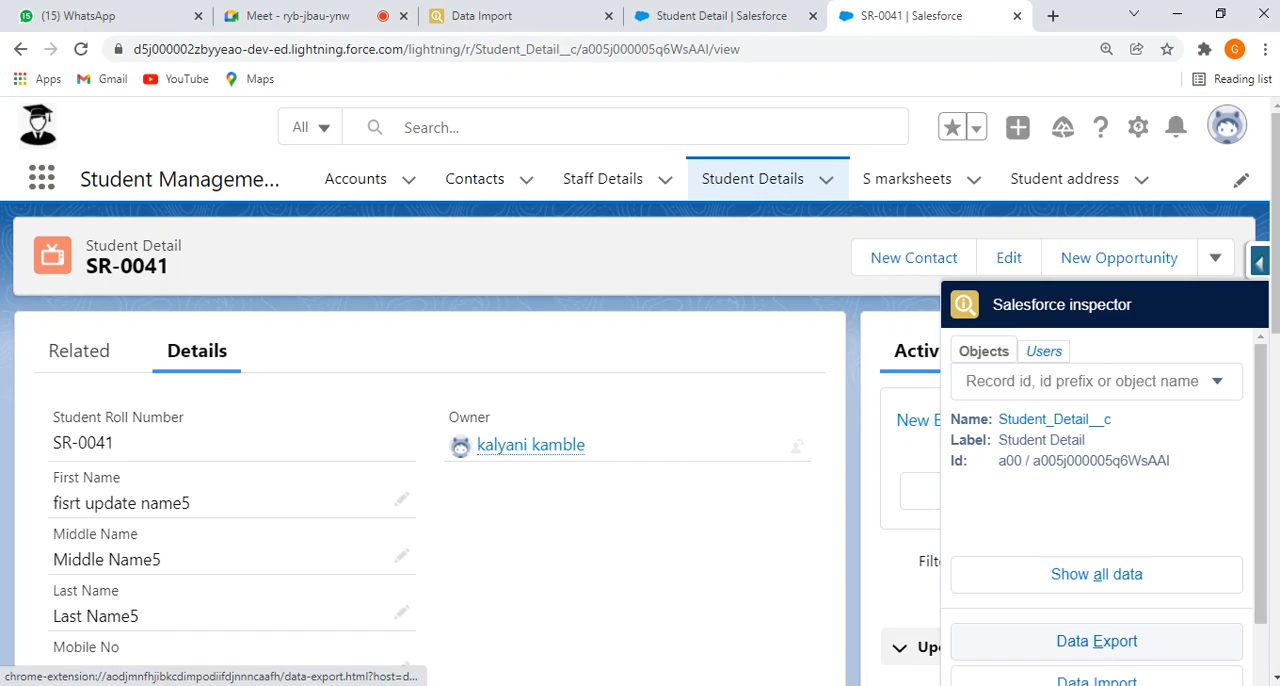 (15) WhatsApp
Meet - ryb-jbau-ynw
Data Import
Student Detail | Salesforce
SR-0041 | Salesforce
d5j000002zbyyeao-dev-ed.lightning.force.com/lightning/r/Student_Detail__c/a005j000005q6WsAAI/view
G
Apps
Gmail
YouTube
Maps
Reading list
All
Search...
Student Manageme...
Accounts
Contacts
Staff Details
Student Details
S marksheets
Student address
Student Detail
SR-0041
New Contact
Edit
New Opportunity
Salesforce inspector
Related
Details
Activ
Objects
Users
Record id, id prefix or object name
Student Roll Number
SR-0041
Owner
kalyani kamble
New E
Name: Student_Detail__c
Label: Student Detail
Id: a00 / a005j000005q6WsAAI
First Name
fisrt update name5
Middle Name
Middle Name5
Filte
Show all data
Last Name
Last Name5
Mobile No
Upc
Data Export
Data Import
chrome-extension://aodjmnfhjibkcdimpodiifdjnnncaafh/data-export.html?host=d...